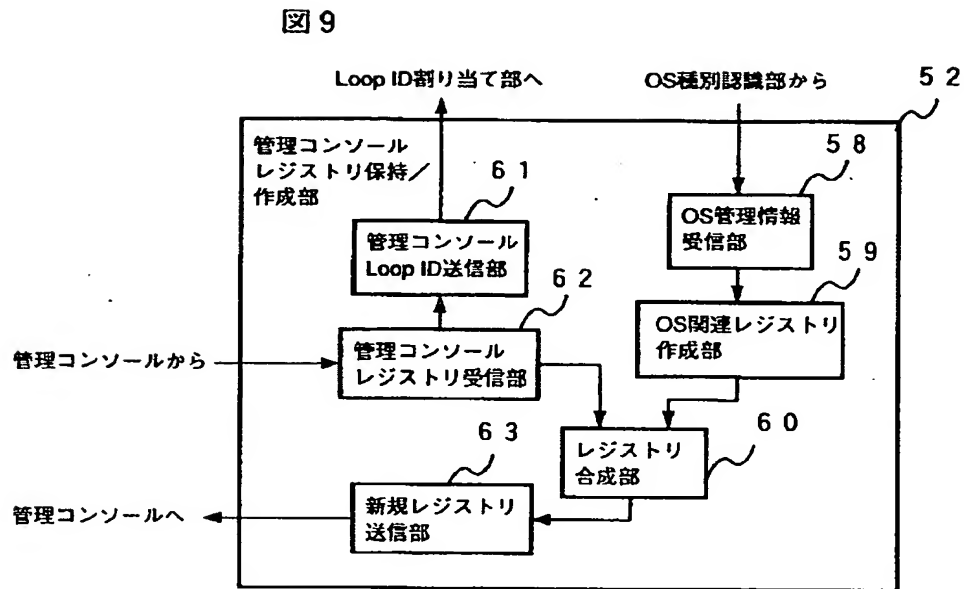 図9
Loop ID割り当て部へ
OS種別認識部から
52
管理コンソール
レジストリ保持/
作成部
61
58
管理コンソール
Loop ID送信部
OS管理情報
受信部
62
59
管理コンソールから
管理コンソール
レジストリ受信部
OS関連レジストリ
作成部
63
60
レジストリ
合成部
管理コンソールへ
新規レジストリ
送信部